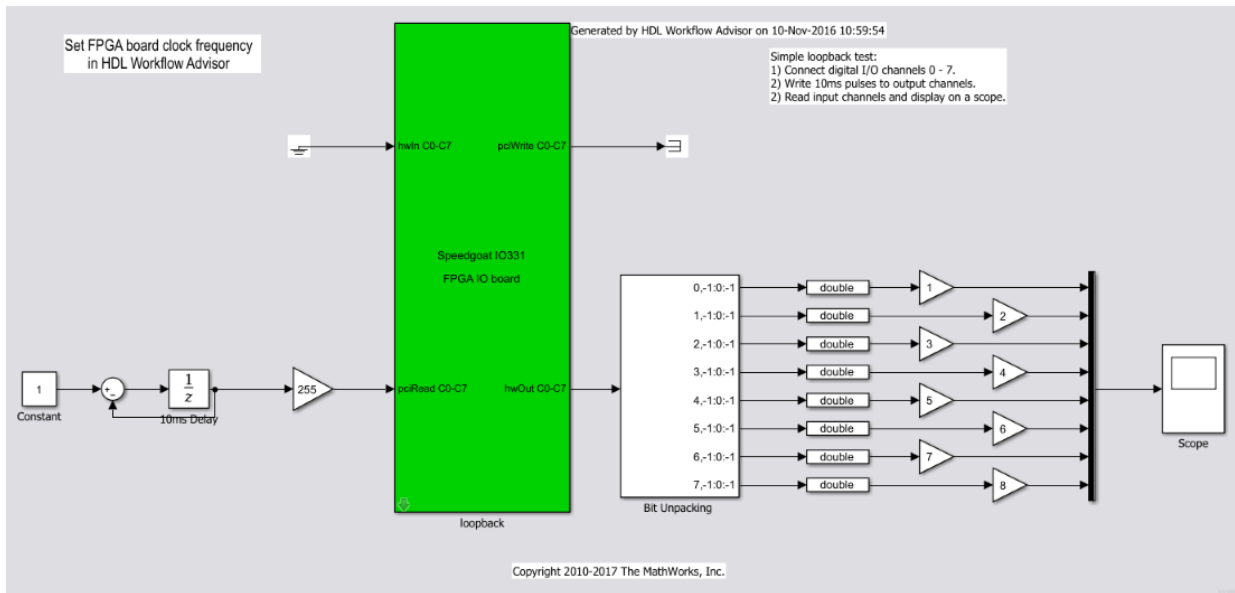 Set FPGA board clock frequency
in HDL Workflow Advisor
Generated by HDL Workflow Advisor on 10-Nov-2016 10:59:54
Simple loopback test:
1) Connect digital I/O channels 0 - 7.
2) Write 10ms pulses to output channels.
2) Read input channels and display on a scope.
hwIn C0-C7
pciWrite C0-C7
Speedgoat IO331
FPGA IO board
1
Constant
+
-
1
z
10ms Delay
255
pciRead C0-C7
hwOut C0-C7
loopback
0,-1:0:-1
double
1
1,-1:0:-1
double
2
2,-1:0:-1
double
3
3,-1:0:-1
double
4
4,-1:0:-1
double
5
5,-1:0:-1
double
6
6,-1:0:-1
double
7
7,-1:0:-1
double
8
Bit Unpacking
Scope
Copyright 2010-2017 The MathWorks, Inc.